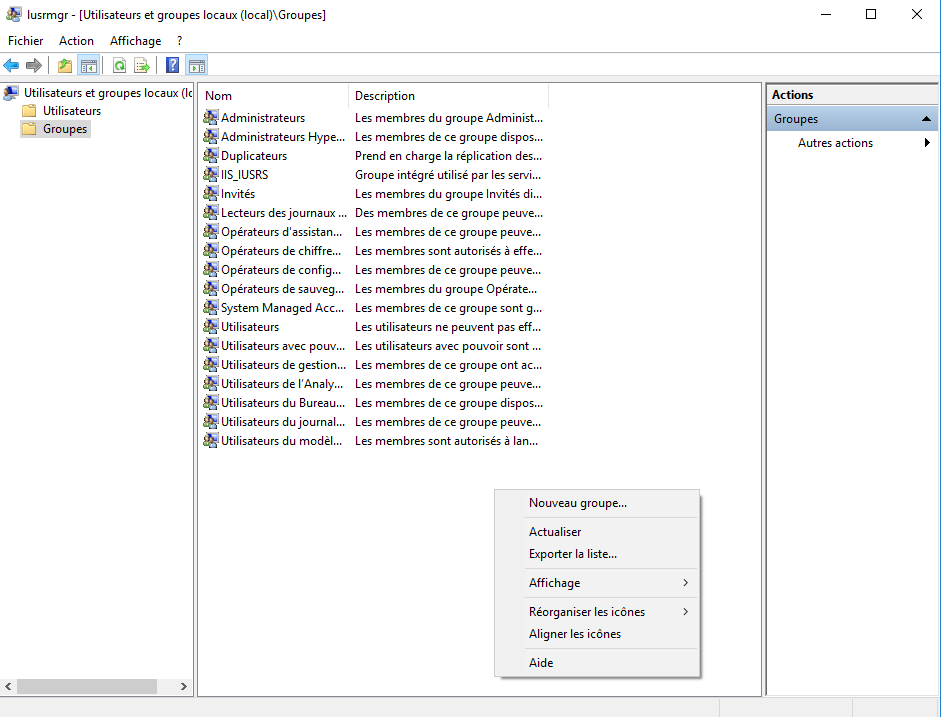 lusrmgr - [Utilisateurs et groupes locaux (local)\Groupes]
Fichier Action Affichage ?
Utilisateurs et groupes locaux (lo
Utilisateurs
Groupes
Nom Description
Administrateurs Les membres du groupe Administ...
Administrateurs Hype... Les membres de ce groupe dispos...
Duplicateurs Prend en charge la réplication des...
IIS_IUSRS Groupe intégré utilisé par les servi...
Invités Les membres du groupe Invités di...
Lecteurs des journaux ... Des membres de ce groupe peuve...
Opérateurs d'assistan... Les membres de ce groupe peuve...
Opérateurs de chiffre... Les membres sont autorisés à effe...
Opérateurs de config... Les membres de ce groupe peuve...
Opérateurs de sauveg... Les membres du groupe Opérate...
System Managed Acc... Les membres de ce groupe sont g...
Utilisateurs Les utilisateurs ne peuvent pas eff...
Utilisateurs avec pouv... Les utilisateurs avec pouvoir sont ...
Utilisateurs de gestion... Les membres de ce groupe ont ac...
Utilisateurs de l'Analy... Les membres de ce groupe peuve...
Utilisateurs du Bureau... Les membres de ce groupe dispos...
Utilisateurs du journal... Les membres de ce groupe peuve...
Utilisateurs du modèl... Les membres sont autorisés à lan...
Nouveau groupe...
Actualiser
Exporter la liste...
Affichage
Réorganiser les icônes
Aligner les icônes
Aide
Actions
Groupes
Autres actions